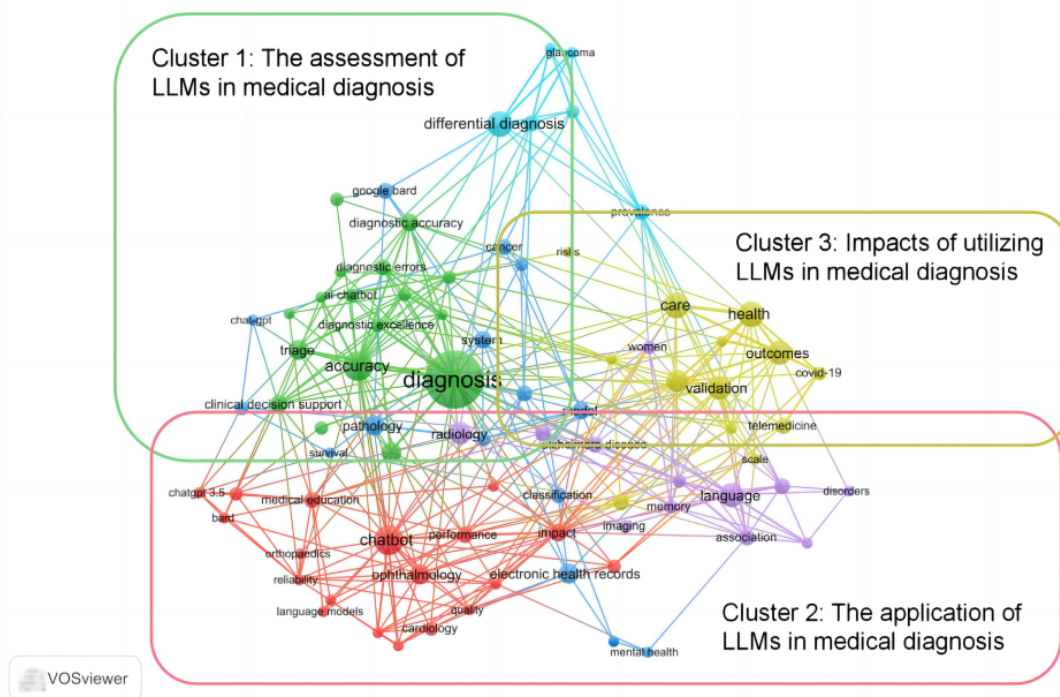 Cluster 1: The assessment of
LLMs in medical diagnosis
glaucoma
differential diagnosis
google bard
prevalence
diagnostic accuracy
Cluster 3: Impacts of utilizing
LLMs in medical diagnosis
cancer
risks
diagnostic errors
ai chatbot
care
health
chat-gpt
diagnostic excellence
system
women
triage
outcomes
accuracy
covid-19
diagnosis
validation
clinical decision support
model
pathology
radiology
telemedicine
alzheimers disease
survival
scale
chatgpt 3.5
medical education
classification
language
disorders
memory
bard
imaging
performance
impact
association
chatbot
orthopaedics
reliability
ophthalmology
electronic health records
language models
quality
cardiology
Cluster 2: The application of
LLMs in medical diagnosis
mental health
VOSviewer